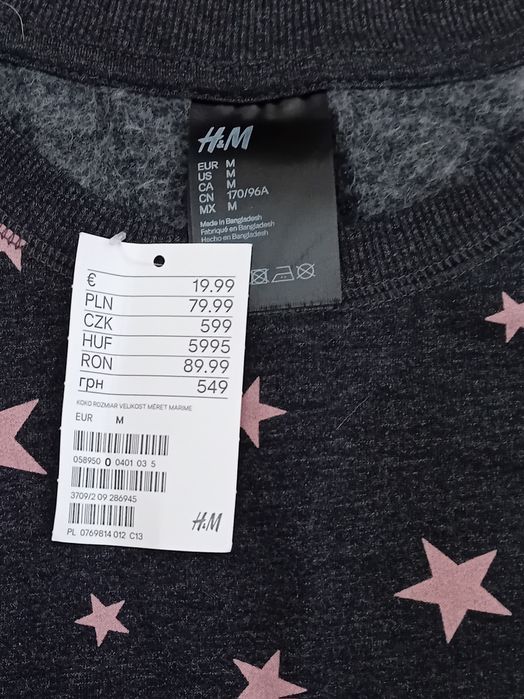 H&M
EUR M
US M
CA M
CN 170/96A
MX M
Made in Bangladesh
Fabriqué en Bangladesh
Hecho en Bangladesh
€ 19.99
PLN 79.99
CZK 599
HUF 5995
RON 89.99
грн 549
KOKO ROZMIAR VELIKOST MÉRET MARIME
EUR M
058950 0 0401 03 5
3709/2 09 286945
H&M
PL 0769814 012 C13